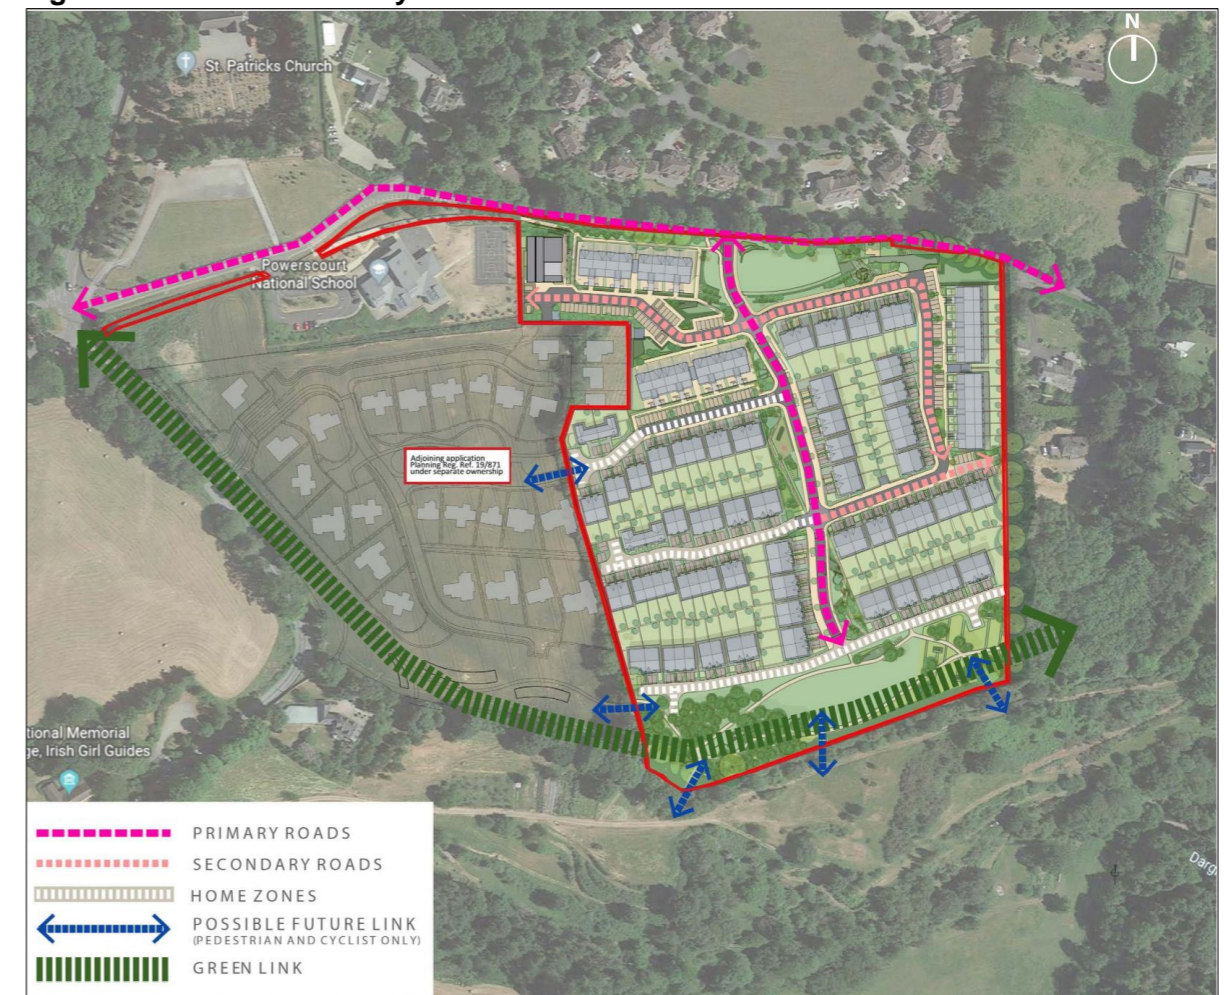 N
St. Patricks Church
Powerscourt
National School
Adjoining application
Planning Reg. Ref. 19/871
under separate ownership
tional Memorial
ge, Irish Girl Guides
Darg
PRIMARY ROADS
SECONDARY ROADS
HOME ZONES
POSSIBLE FUTURE LINK
(PEDESTRIAN AND CYCLIST ONLY)
GREEN LINK